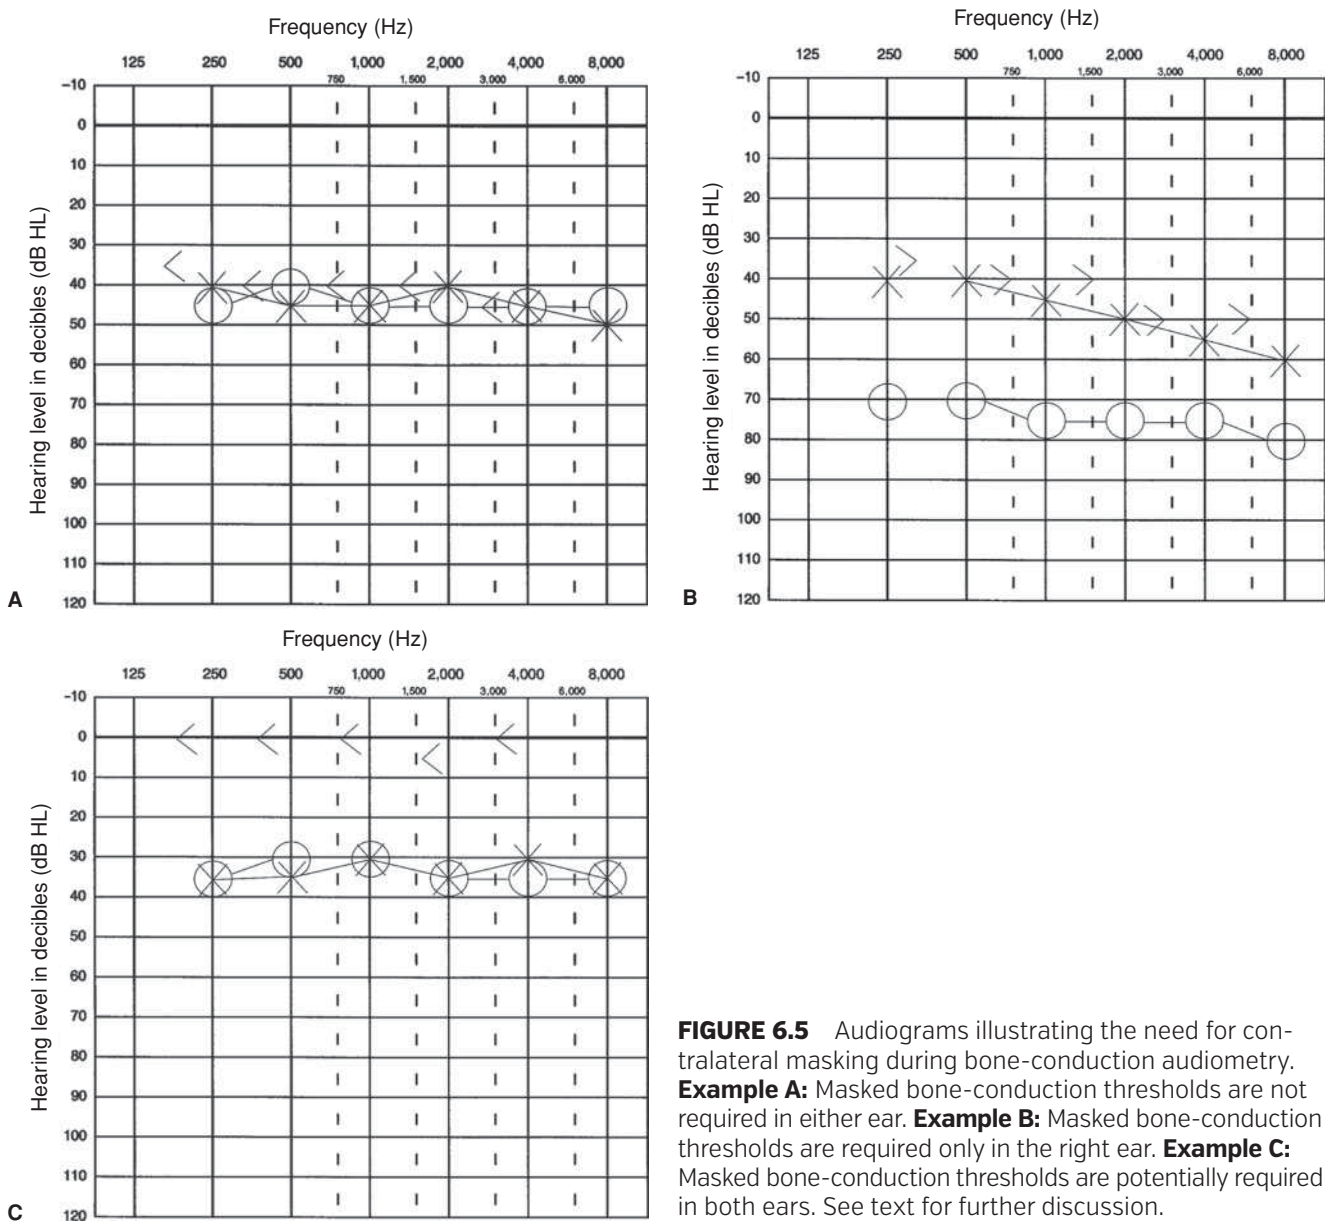 Frequency (Hz)
125 250 500 1,000 2,000 4,000 8,000
750 1,500 3,000 6,000
Hearing level in decibles (dB HL)
–10
0
10
20
30
40
50
60
70
80
90
100
110
120
A
Frequency (Hz)
125 250 500 1,000 2,000 4,000 8,000
750 1,500 3,000 6,000
Hearing level in decibles (dB HL)
–10
0
10
20
30
40
50
60
70
80
90
100
110
120
B
Frequency (Hz)
125 250 500 1,000 2,000 4,000 8,000
750 1,500 3,000 6,000
Hearing level in decibles (dB HL)
–10
0
10
20
30
40
50
60
70
80
90
100
110
120
C
FIGURE 6.5 Audiograms illustrating the need for con-
tralateral masking during bone-conduction audiometry.
Example A: Masked bone-conduction thresholds are not
required in either ear. Example B: Masked bone-conduction
thresholds are required only in the right ear. Example C:
Masked bone-conduction thresholds are potentially required
in both ears. See text for further discussion.